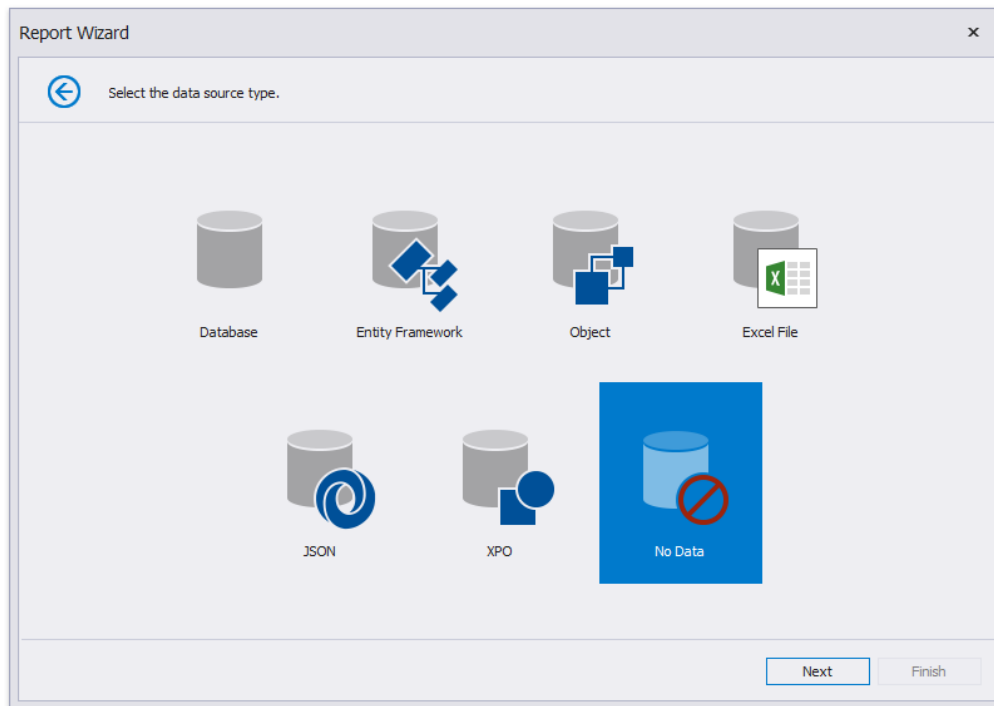 Report Wizard
Select the data source type.
Database
Entity Framework
Object
Excel File
X
JSON
XPO
No Data
Next
Finish